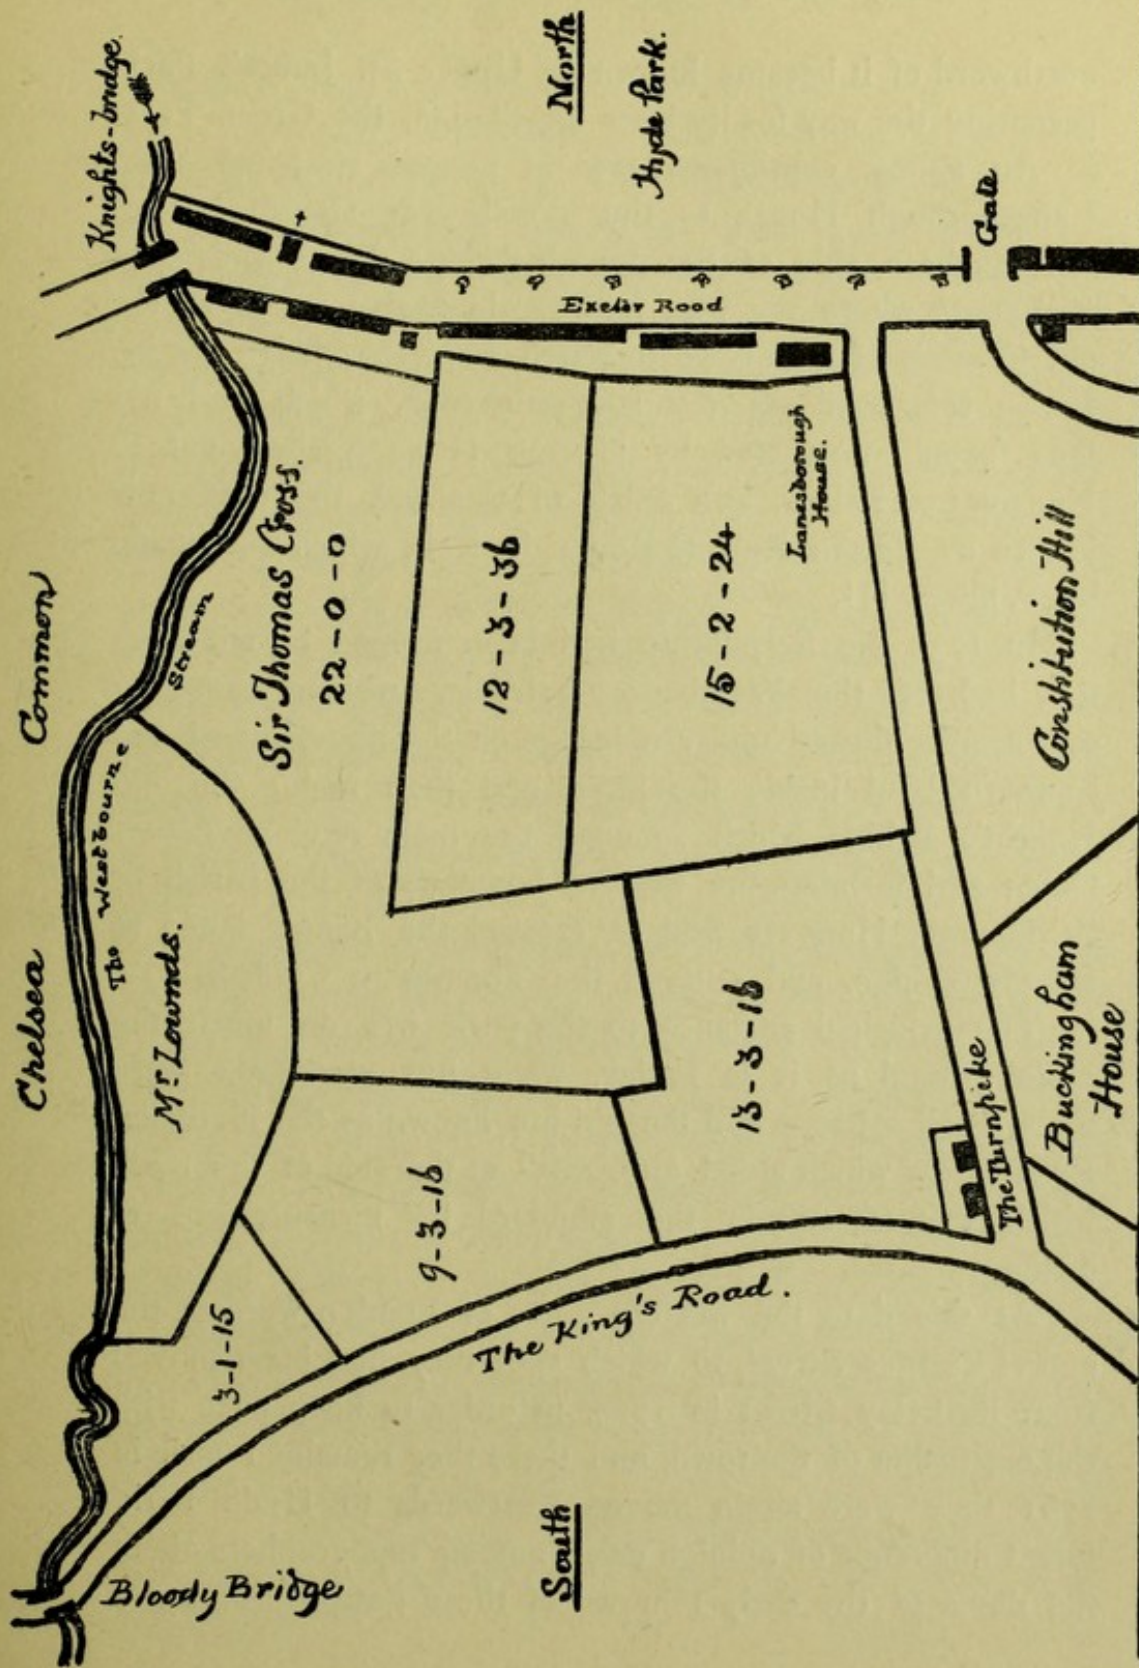 Knights-bridge.
North
Hyde Park.
Gate
Exeter Road
Chelsea Common
The Westbourne Stream
Sir Thomas Cross.
22-0-0
12-3-36
15-2-24
Lanesborough
House.
Constitution Hill
Mr. Lownds.
9-3-16
13-3-16
3-1-15
The Turnpike
Buckingham
House
The King's Road.
Bloody Bridge
South